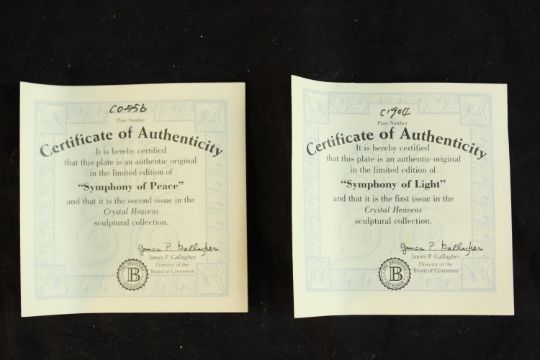 Plate Number
Certificate of Authenticity
It is hereby certified
that this plate is an authentic original
in the limited edition of
"Symphony of Peace"
and that it is the second issue in the
Crystal Heavens
sculptural collection.
James P. Gallagher
James P. Gallagher
Director of the
Board of Governors
B
Plate Number
Certificate of Authenticity
It is hereby certified
that this plate is an authentic original
in the limited edition of
"Symphony of Light"
and that it is the first issue in the
Crystal Heavens
sculptural collection.
James P. Gallagher
James P. Gallagher
Director of the
Board of Governors
B